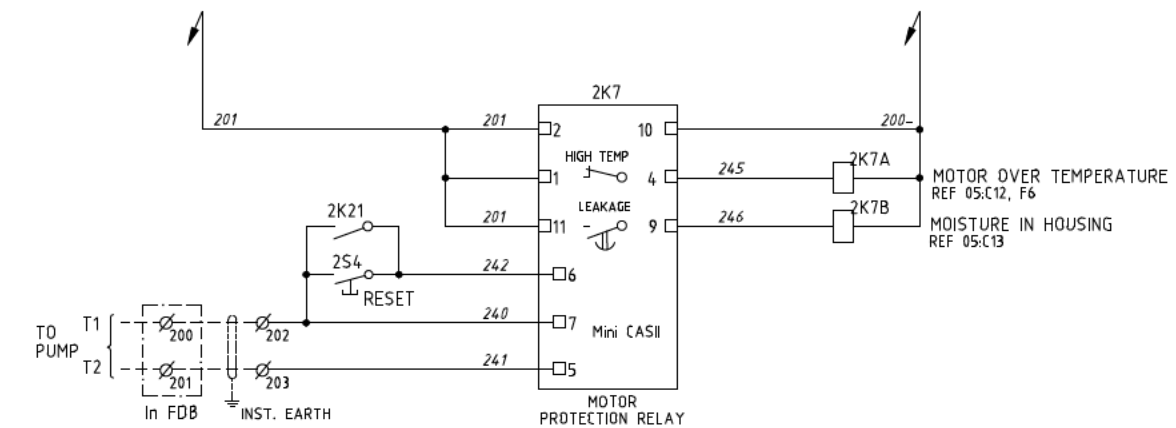 2K7
201
201
2
10
200-
HIGH TEMP
1
4
245
2K7A
MOTOR OVER TEMPERATURE
REF 05:C12, F6
201
LEAKAGE
11
9
246
2K7B
MOISTURE IN HOUSING
REF 05:C13
2K21
2S4
RESET
242
6
TO
PUMP
T1
200
202
240
7
Mini CASII
T2
201
203
241
5
In FDB
INST. EARTH
MOTOR
PROTECTION RELAY